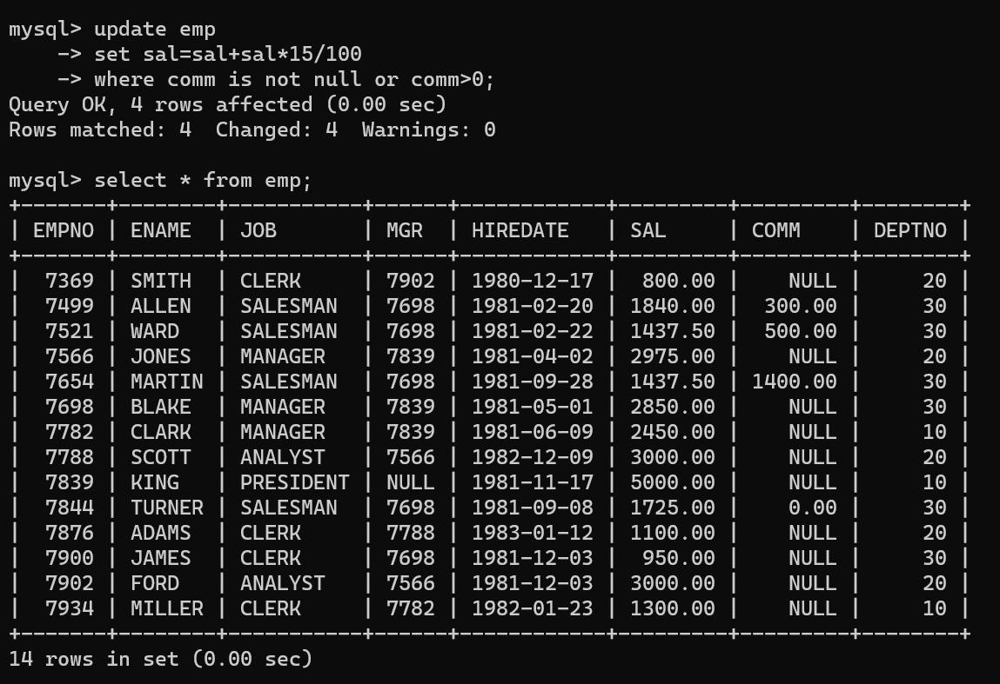 mysql> update emp
    -> set sal=sal+sal*15/100
    -> where comm is not null or comm>0;
Query OK, 4 rows affected (0.00 sec)
Rows matched: 4  Changed: 4  Warnings: 0

mysql> select * from emp;
+-------+--------+-----------+------+------------+---------+---------+--------+
| EMPNO | ENAME  | JOB       | MGR  | HIREDATE   | SAL     | COMM    | DEPTNO |
+-------+--------+-----------+------+------------+---------+---------+--------+
|  7369 | SMITH  | CLERK     | 7902 | 1980-12-17 |  800.00 |    NULL |     20 |
|  7499 | ALLEN  | SALESMAN  | 7698 | 1981-02-20 | 1840.00 |  300.00 |     30 |
|  7521 | WARD   | SALESMAN  | 7698 | 1981-02-22 | 1437.50 |  500.00 |     30 |
|  7566 | JONES  | MANAGER   | 7839 | 1981-04-02 | 2975.00 |    NULL |     20 |
|  7654 | MARTIN | SALESMAN  | 7698 | 1981-09-28 | 1437.50 | 1400.00 |     30 |
|  7698 | BLAKE  | MANAGER   | 7839 | 1981-05-01 | 2850.00 |    NULL |     30 |
|  7782 | CLARK  | MANAGER   | 7839 | 1981-06-09 | 2450.00 |    NULL |     10 |
|  7788 | SCOTT  | ANALYST   | 7566 | 1982-12-09 | 3000.00 |    NULL |     20 |
|  7839 | KING   | PRESIDENT | NULL | 1981-11-17 | 5000.00 |    NULL |     10 |
|  7844 | TURNER | SALESMAN  | 7698 | 1981-09-08 | 1725.00 |    0.00 |     30 |
|  7876 | ADAMS  | CLERK     | 7788 | 1983-01-12 | 1100.00 |    NULL |     20 |
|  7900 | JAMES  | CLERK     | 7698 | 1981-12-03 |  950.00 |    NULL |     30 |
|  7902 | FORD   | ANALYST   | 7566 | 1981-12-03 | 3000.00 |    NULL |     20 |
|  7934 | MILLER | CLERK     | 7782 | 1982-01-23 | 1300.00 |    NULL |     10 |
+-------+--------+-----------+------+------------+---------+---------+--------+
14 rows in set (0.00 sec)